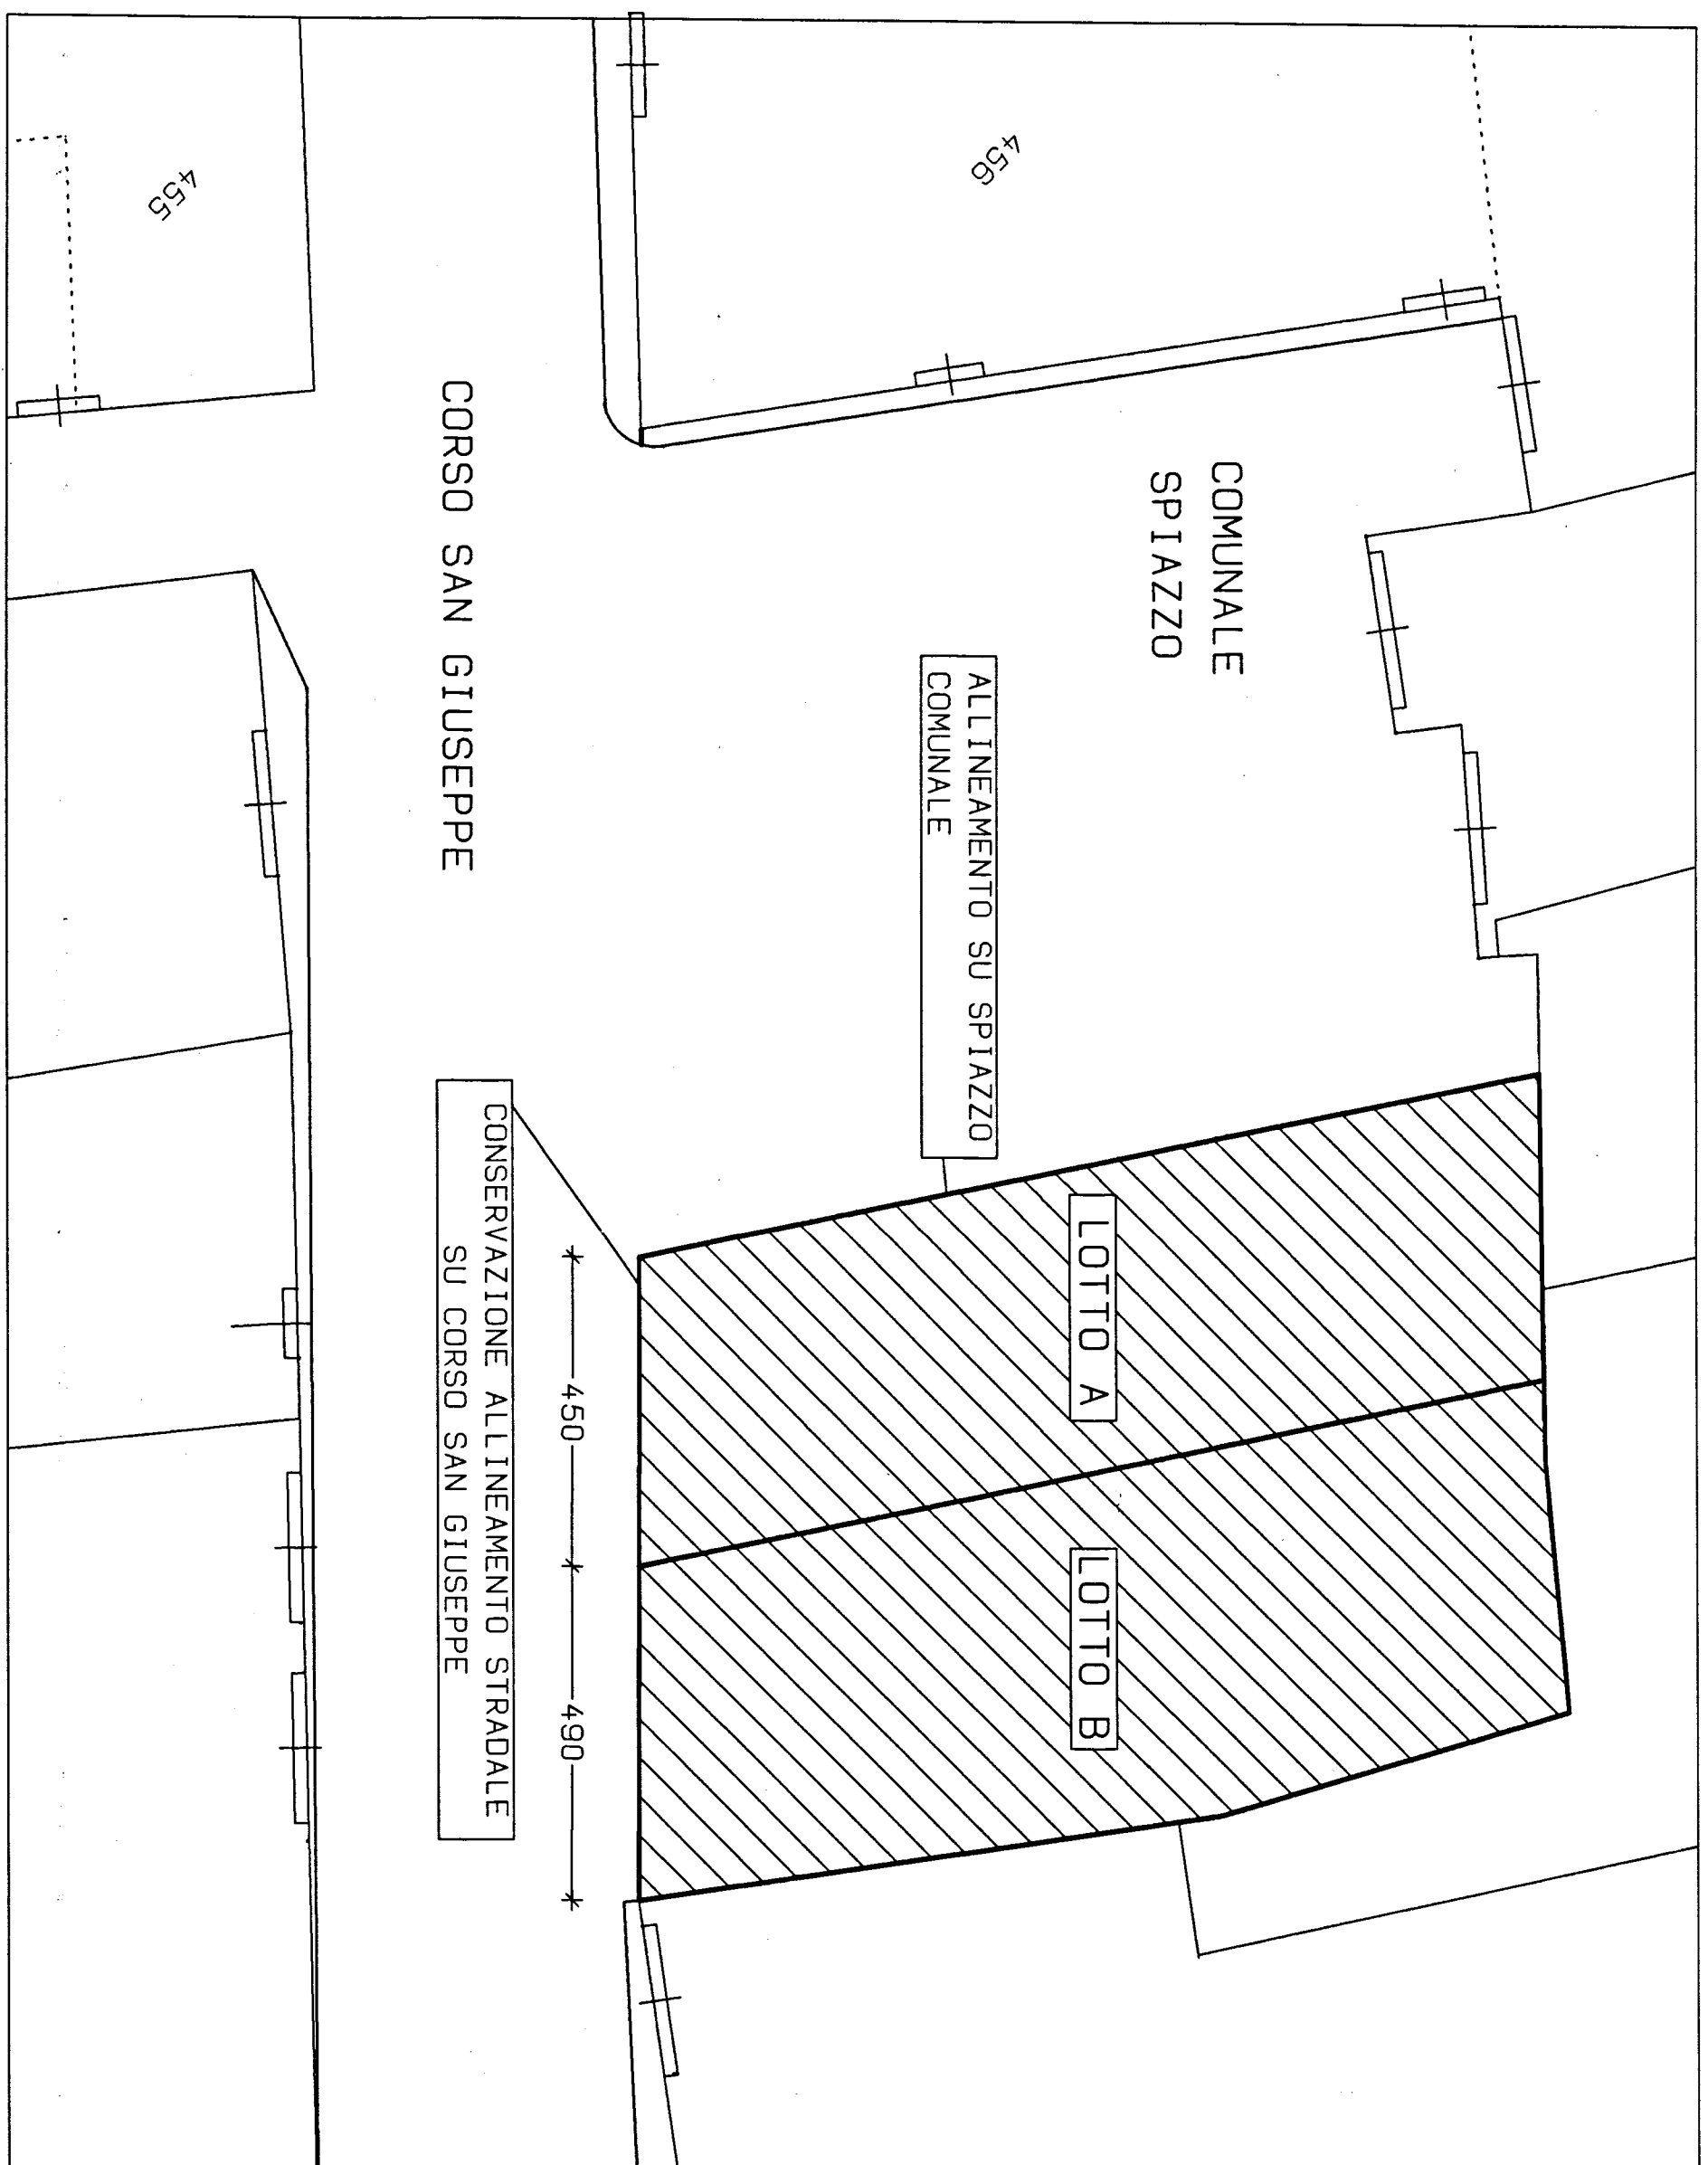 456
455
COMUNALE
SPIAZZO
CORSO SAN GIUSEPPE
ALLINEAMENTO SU SPIAZZO
COMUNALE
LOTTO A
LOTTO B
450
490
CONSERVAZIONE ALLINEAMENTO STRADALE
SU CORSO SAN GIUSEPPE